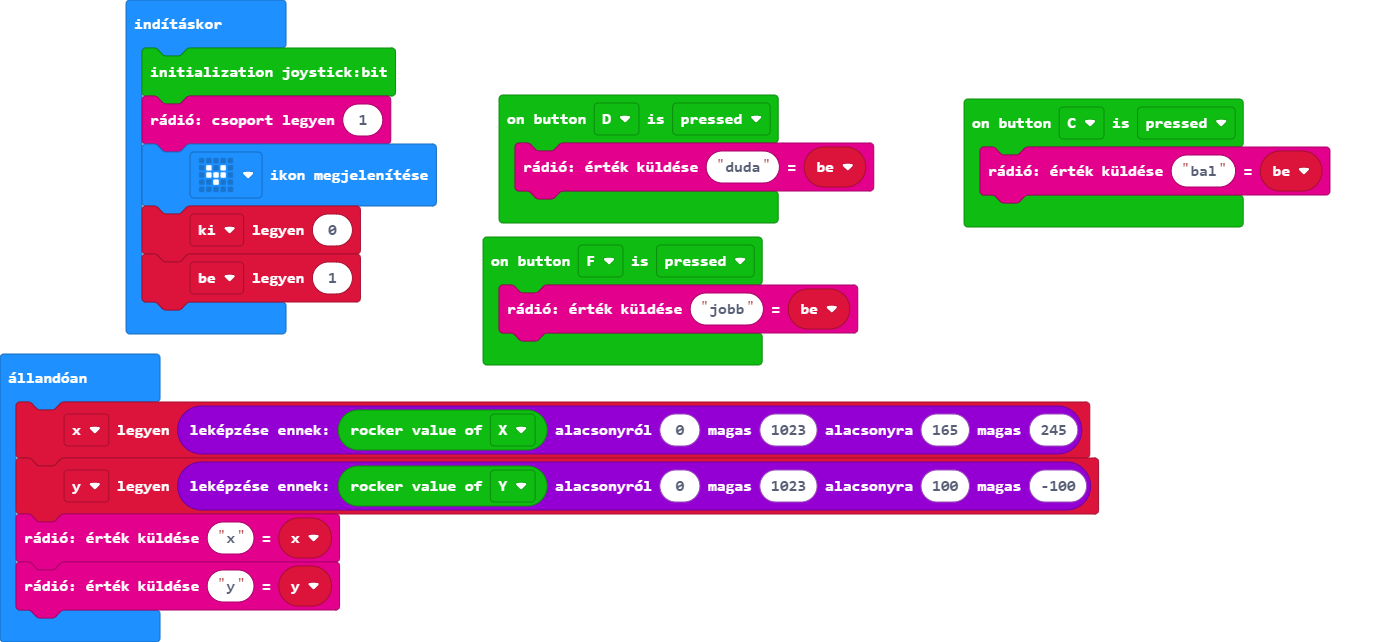 indításkor
initialization joystick:bit
rádió: csoport legyen 1
ikon megjelenítése
ki legyen 0
be legyen 1
on button D is pressed
rádió: érték küldése "duda" = be
on button C is pressed
rádió: érték küldése "bal" = be
on button F is pressed
rádió: érték küldése "jobb" = be
állandóan
x legyen leképzése ennek: rocker value of X alacsonyról 0 magas 1023 alacsonyra 165 magas 245
y legyen leképzése ennek: rocker value of Y alacsonyról 0 magas 1023 alacsonyra 100 magas -100
rádió: érték küldése "x" = x
rádió: érték küldése "y" = y